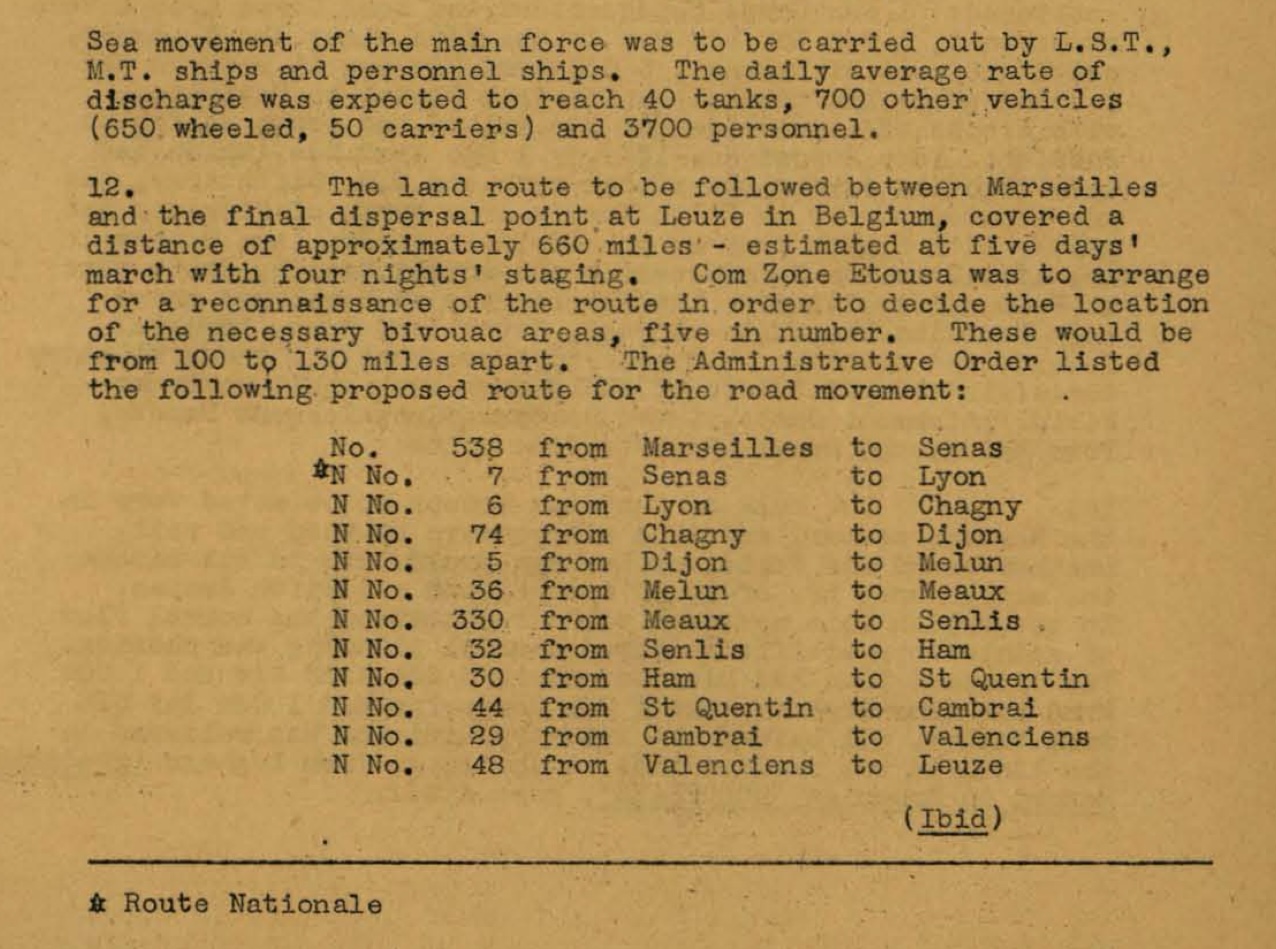 Sea movement of the main force was to be carried out by L.S.T.,
M.T. ships and personnel ships. The daily average rate of
discharge was expected to reach 40 tanks, 700 other vehicles
(650 wheeled, 50 carriers) and 3700 personnel.
12. The land route to be followed between Marseilles
and the final dispersal point at Leuze in Belgium, covered a
distance of approximately 660 miles - estimated at five days'
march with four nights' staging. Com Zone Etousa was to arrange
for a reconnaissance of the route in order to decide the location
of the necessary bivouac areas, five in number. These would be
from 100 to 130 miles apart. The Administrative Order listed
the following proposed route for the road movement:
No. 538 from Marseilles to Senas
*N No. 7 from Senas to Lyon
N No. 6 from Lyon to Chagny
N No. 74 from Chagny to Dijon
N No. 5 from Dijon to Melun
N No. 36 from Melun to Meaux
N No. 330 from Meaux to Senlis
N No. 32 from Senlis to Ham
N No. 30 from Ham to St Quentin
N No. 44 from St Quentin to Cambrai
N No. 29 from Cambrai to Valenciens
N No. 48 from Valenciens to Leuze
(Ibid)
* Route Nationale